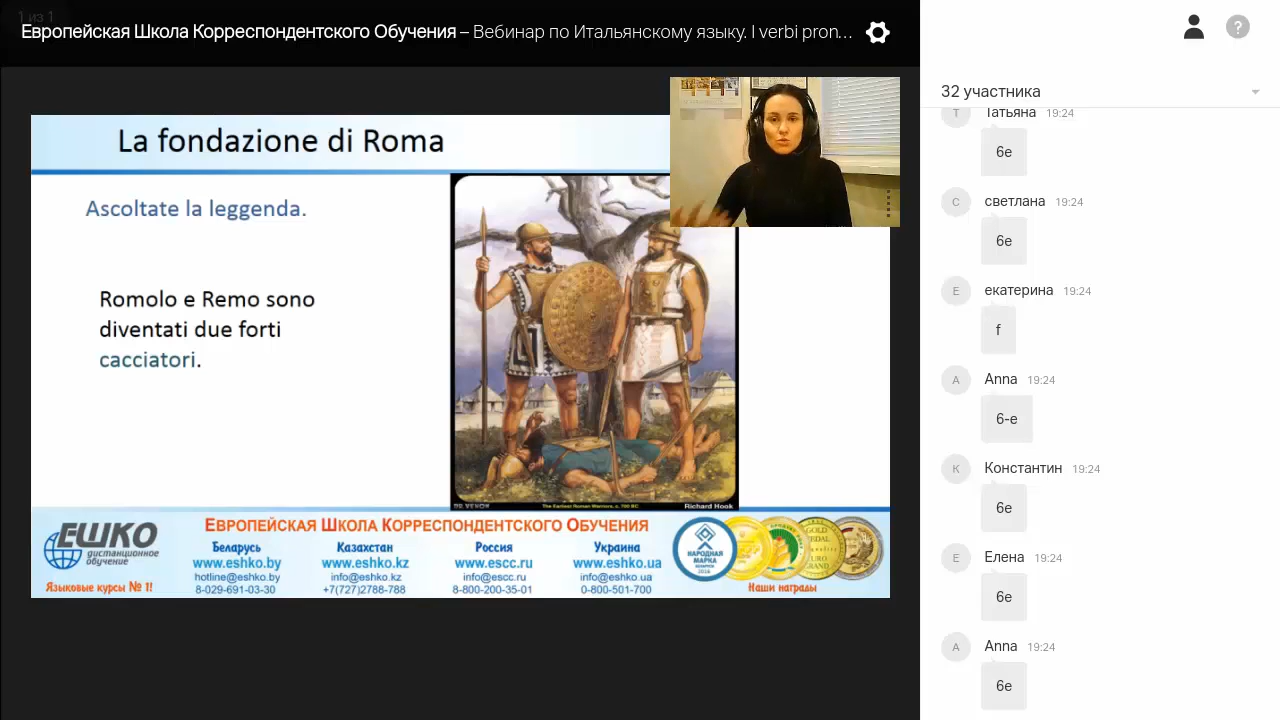 1 из 1
Европейская Школа Корреспондентского Обучения – Вебинар по Итальянскому языку. I verbi pron...
La fondazione di Roma
Ascoltate la leggenda.
Romolo e Remo sono
diventati due forti
cacciatori.
The Earliest Roman Warriors, c. 700 BC
Richard Hook
ЕШКО
дистанционное
обучение
Языковые курсы № 1!
Европейская Школа Корреспондентского Обучения
Беларусь
www.eshko.by
hotline@eshko.by
8-029-691-03-30
Казахстан
www.eshko.kz
info@eshko.kz
+7(727)2788-788
Россия
www.escc.ru
info@escc.ru
8-800-200-35-01
Украина
www.eshko.ua
info@eshko.ua
0-800-501-700
НАРОДНАЯ
МАРКА
GOLD
MEDAL
Наши награды
?
32 участника
Т
Татьяна 19:24
6е
С
светлана 19:24
6е
Е
екатерина 19:24
f
A
Anna 19:24
6-е
К
Константин 19:24
6е
Е
Елена 19:24
6е
A
Anna 19:24
6е